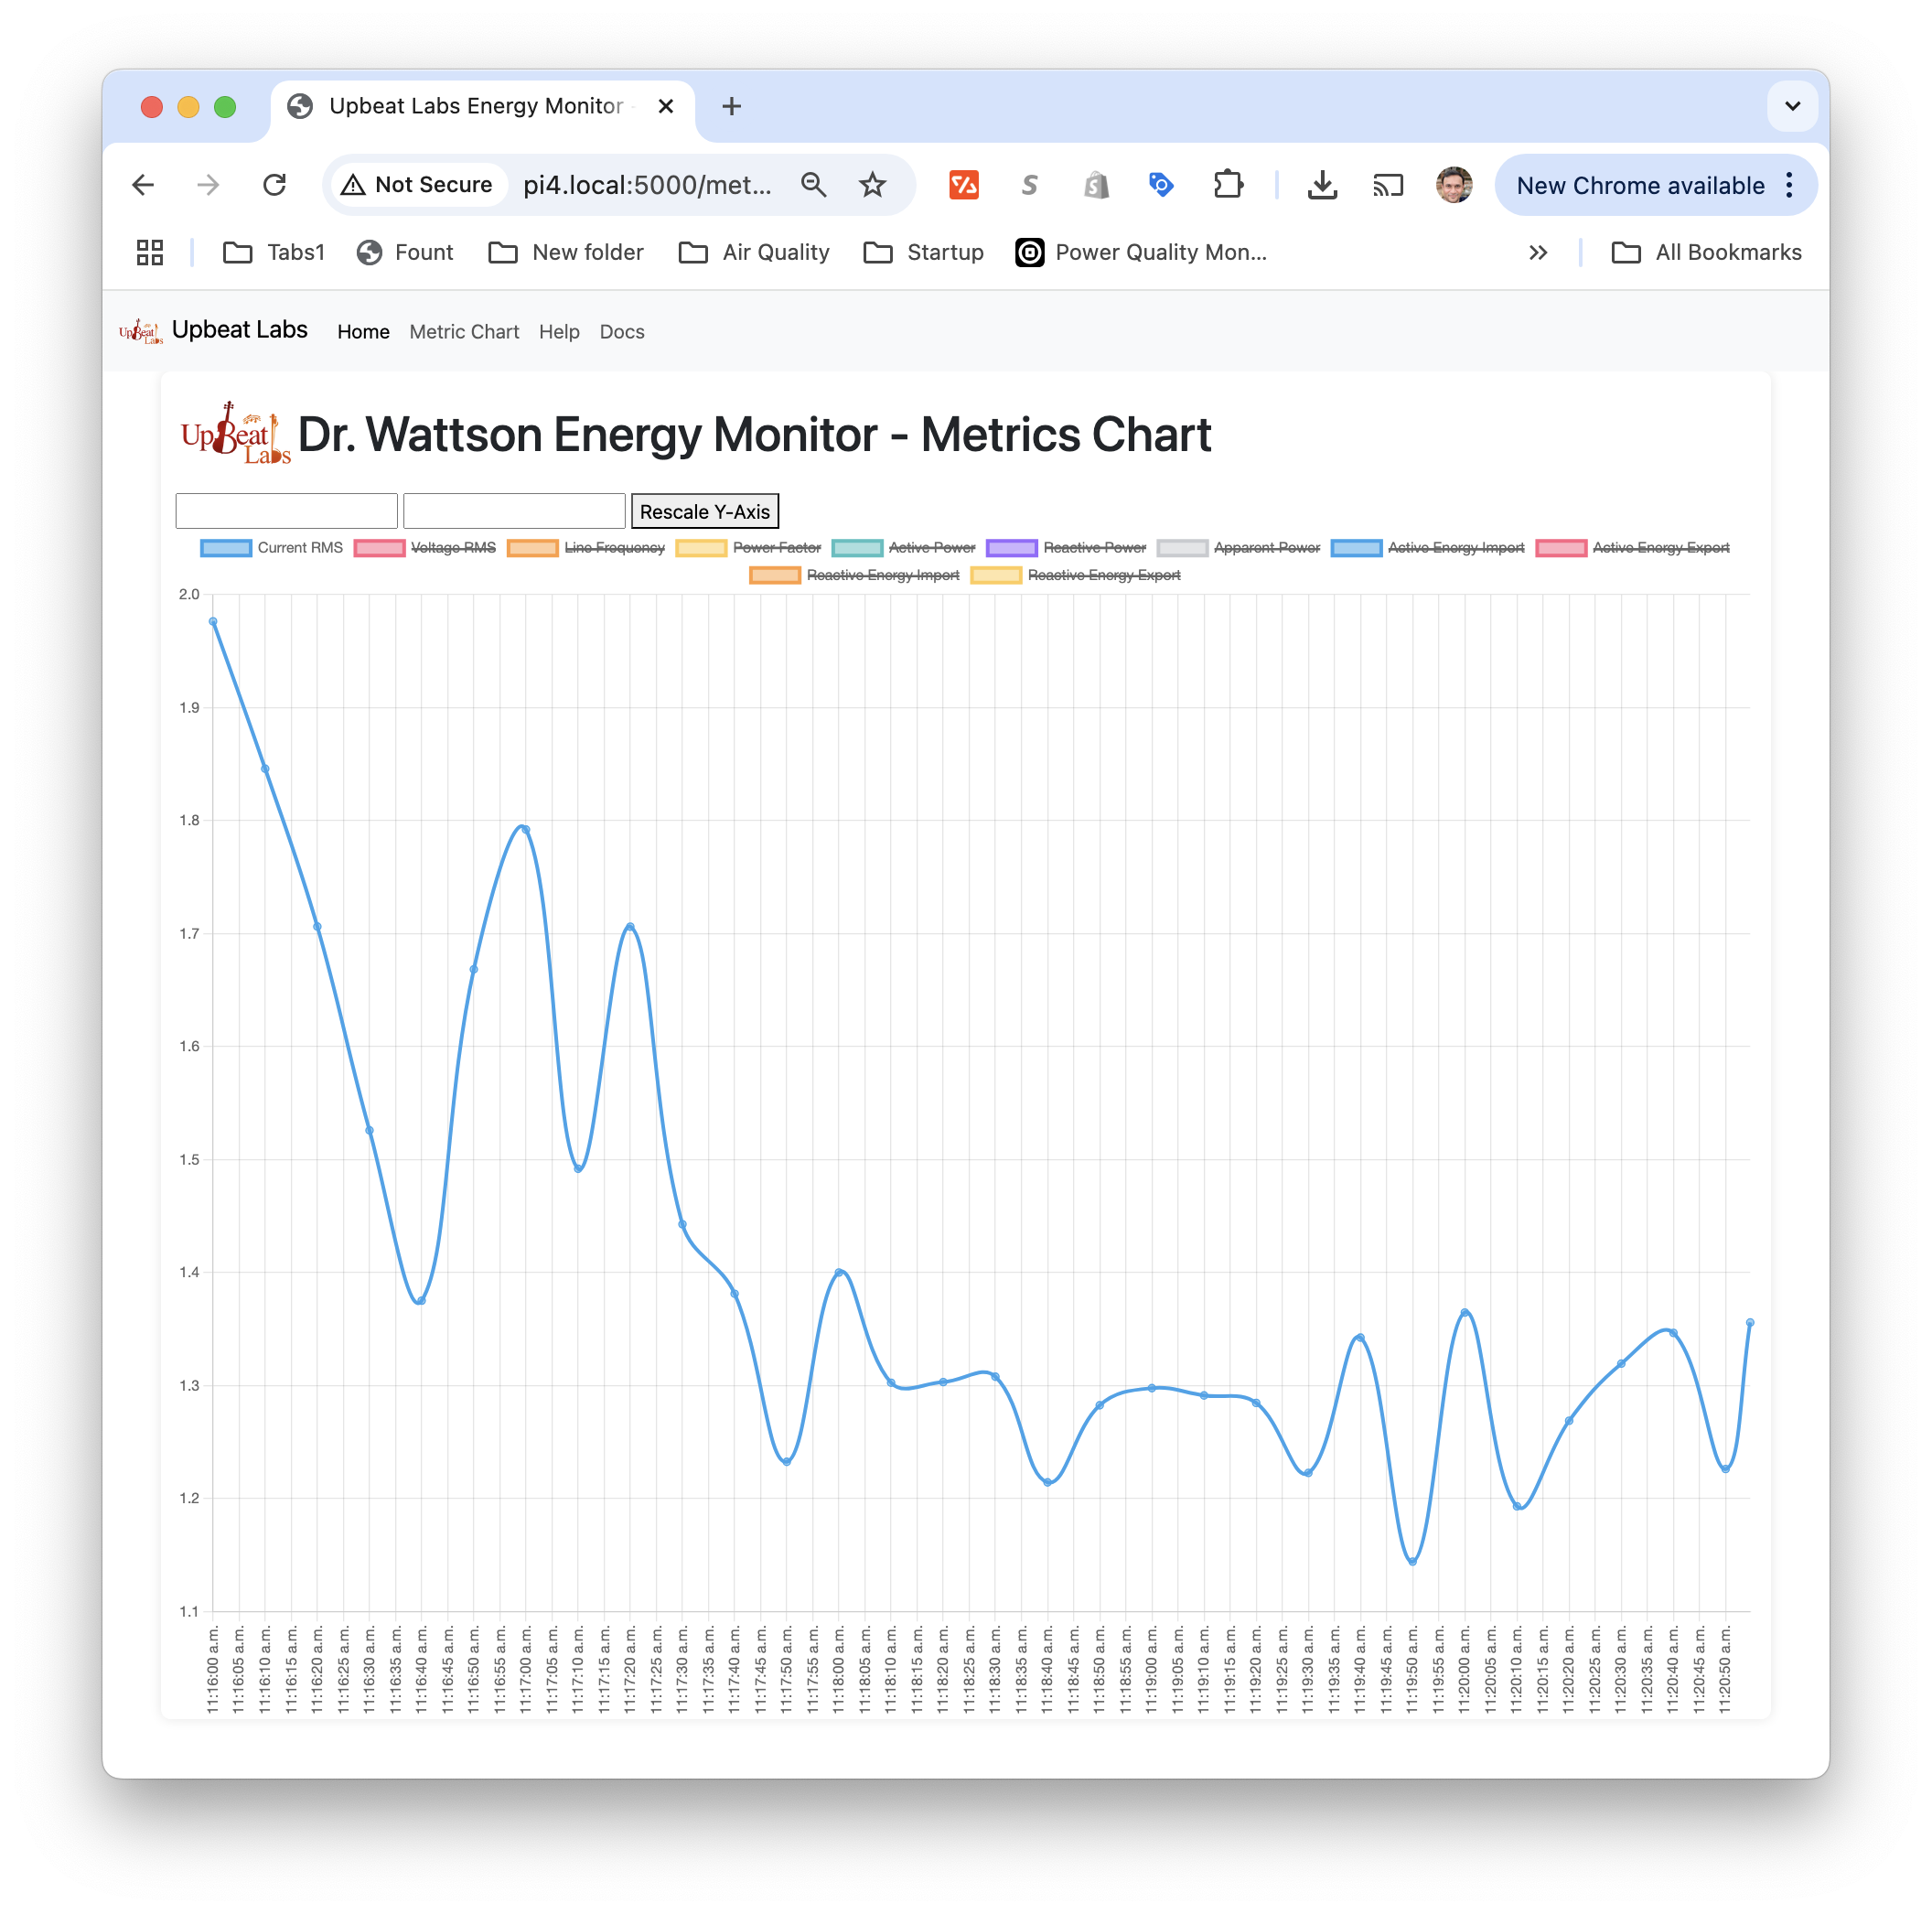 Upbeat Labs Energy Monitor -
Not Secure pi4.local:5000/met... New Chrome available
Tabs1 Fount New folder Air Quality Startup Power Quality Mon... » All Bookmarks
UpBeat Labs Upbeat Labs Home Metric Chart Help Docs
UpBeat Labs Dr. Wattson Energy Monitor - Metrics Chart
Rescale Y-Axis
Current RMS Voltage RMS Line Frequency Power Factor Active Power Reactive Power Apparent Power Active Energy Import Active Energy Export
Reactive Energy Import Reactive Energy Export
2.0
1.9
1.8
1.7
1.6
1.5
1.4
1.3
1.2
1.1
11:16:00 a.m.
11:16:05 a.m.
11:16:10 a.m.
11:16:15 a.m.
11:16:20 a.m.
11:16:25 a.m.
11:16:30 a.m.
11:16:35 a.m.
11:16:40 a.m.
11:16:45 a.m.
11:16:50 a.m.
11:16:55 a.m.
11:17:00 a.m.
11:17:05 a.m.
11:17:10 a.m.
11:17:15 a.m.
11:17:20 a.m.
11:17:25 a.m.
11:17:30 a.m.
11:17:35 a.m.
11:17:40 a.m.
11:17:45 a.m.
11:17:50 a.m.
11:17:55 a.m.
11:18:00 a.m.
11:18:05 a.m.
11:18:10 a.m.
11:18:15 a.m.
11:18:20 a.m.
11:18:25 a.m.
11:18:30 a.m.
11:18:35 a.m.
11:18:40 a.m.
11:18:45 a.m.
11:18:50 a.m.
11:18:55 a.m.
11:19:00 a.m.
11:19:05 a.m.
11:19:10 a.m.
11:19:15 a.m.
11:19:20 a.m.
11:19:25 a.m.
11:19:30 a.m.
11:19:35 a.m.
11:19:40 a.m.
11:19:45 a.m.
11:19:50 a.m.
11:19:55 a.m.
11:20:00 a.m.
11:20:05 a.m.
11:20:10 a.m.
11:20:15 a.m.
11:20:20 a.m.
11:20:25 a.m.
11:20:30 a.m.
11:20:35 a.m.
11:20:40 a.m.
11:20:45 a.m.
11:20:50 a.m.